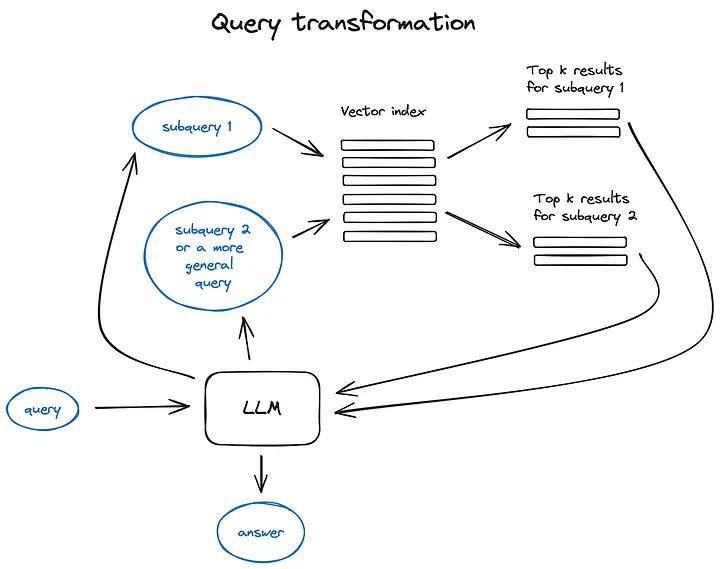 Query transformation
Top k results
for subquery 1
Vector index
subquery 1
Top k results
for subquery 2
subquery 2
or a more
general
query
query
LLM
answer